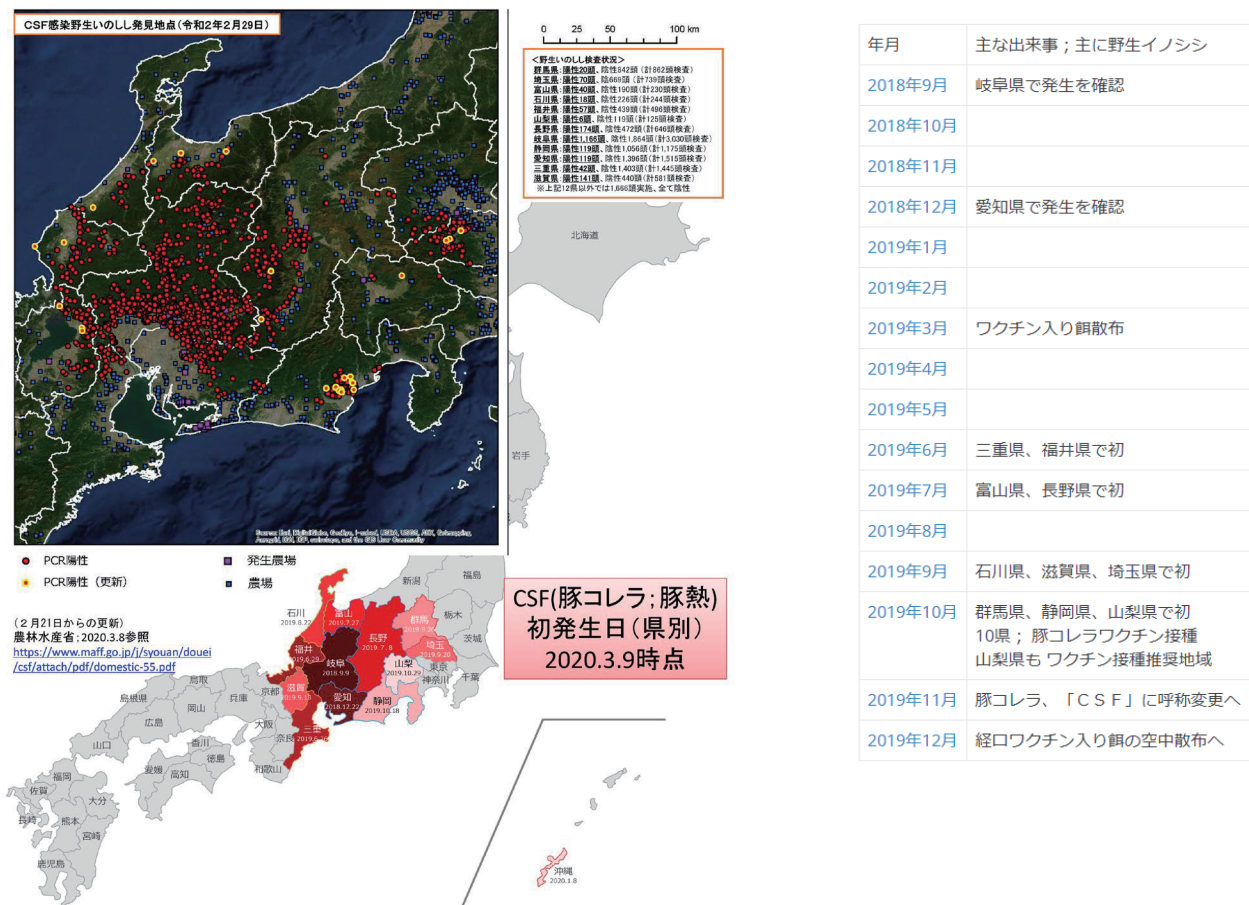 CSF感染野生いのしし発見地点(令和2年2月29日)
0 25 50 100 km
<野生いのしし検査状況>
群馬県:陽性20頭、陰性842頭 (計862頭検査)
埼玉県:陽性70頭、陰669頭 (計739頭検査)
富山県:陽性40頭、陰性190頭 (計230頭検査)
石川県:陽性18頭、陰性226頭 (計244頭検査)
福井県:陽性57頭、陰性439頭 (計496頭検査)
山梨県:陽性6頭、陰性119頭 (計125頭検査)
長野県:陽性174頭、陰性472頭 (計646頭検査)
岐阜県:陽性1,166頭、陰性1,864頭 (計3,030頭検査)
静岡県:陽性119頭、陰性1,056頭 (計1,175頭検査)
愛知県:陽性119頭、陰性1,396頭 (計1,515頭検査)
三重県:陽性42頭、陰性1,403頭 (計1,445頭検査)
滋賀県:陽性141頭、陰性440頭 (計581頭検査)
※上記12県以外では1,666頭実施、全て陰性
北海道
岩手
PCR陽性
PCR陽性 (更新)
発生農場
農場
(2月21日からの更新)
農林水産省;2020.3.8参照
https://www.maff.go.jp/j/syouan/douei
/csf/attach/pdf/domestic-55.pdf
CSF(豚コレラ;豚熱)
初発生日(県別)
2020.3.9時点
新潟
福島
石川
2019.8.22
富山
2019.7.27
栃木
群馬
長野
2019.7.8
茨城
埼玉
2019.9.20
福井
2019.6.29
岐阜
2018.9.9
山梨
2019.10.29
東京
神奈川
千葉
滋賀
愛知
2018.12.22
静岡
2019.10.18
三重
京都
鳥取
兵庫
島根県
岡山
広島
大阪
奈良
和歌山
山口
香川
徳島
愛媛
高知
福岡
佐賀
大分
長崎
熊本
宮崎
鹿児島
沖縄
2020.1.8
年月 主な出来事;主に野生イノシシ
2018年9月 岐阜県で発生を確認
2018年10月
2018年11月
2018年12月 愛知県で発生を確認
2019年1月
2019年2月
2019年3月 ワクチン入り餌散布
2019年4月
2019年5月
2019年6月 三重県、福井県で初
2019年7月 富山県、長野県で初
2019年8月
2019年9月 石川県、滋賀県、埼玉県で初
2019年10月 群馬県、静岡県、山梨県で初
10県;豚コレラワクチン接種
山梨県も ワクチン接種推奨地域
2019年11月 豚コレラ、「CSF」に呼称変更へ
2019年12月 経口ワクチン入り餌の空中散布へ